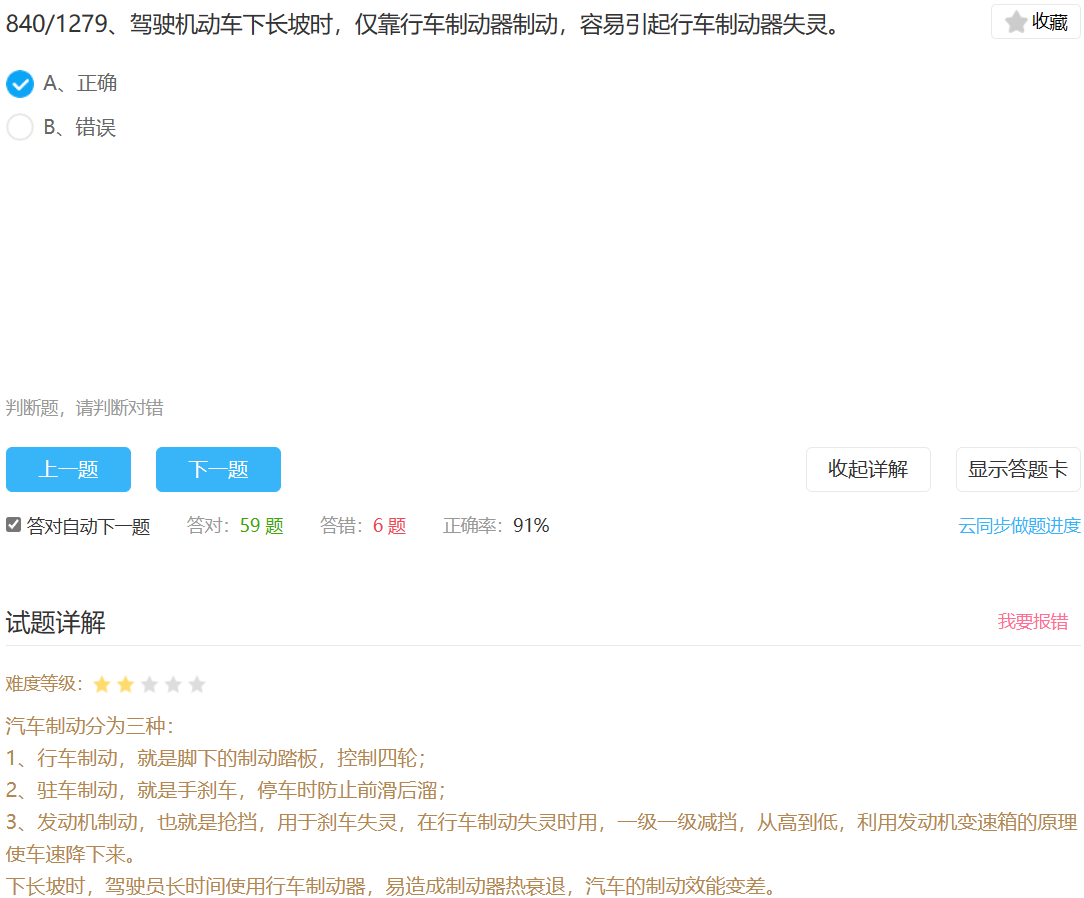 840/1279、驾驶机动车下长坡时，仅靠行车制动器制动，容易引起行车制动器失灵。
收藏
A、正确
B、错误
判断题，请判断对错
上一题 下一题 收起详解 显示答题卡
答对自动下一题 答对：59 题 答错：6 题 正确率：91% 云同步做题进度
试题详解 我要报错
难度等级：
汽车制动分为三种：
1、行车制动，就是脚下的制动踏板，控制四轮；
2、驻车制动，就是手刹车，停车时防止前滑后溜；
3、发动机制动，也就是抢挡，用于刹车失灵，在行车制动失灵时用，一级一级减挡，从高到低，利用发动机变速箱的原理
使车速降下来。
下长坡时，驾驶员长时间使用行车制动器，易造成制动器热衰退，汽车的制动效能变差。